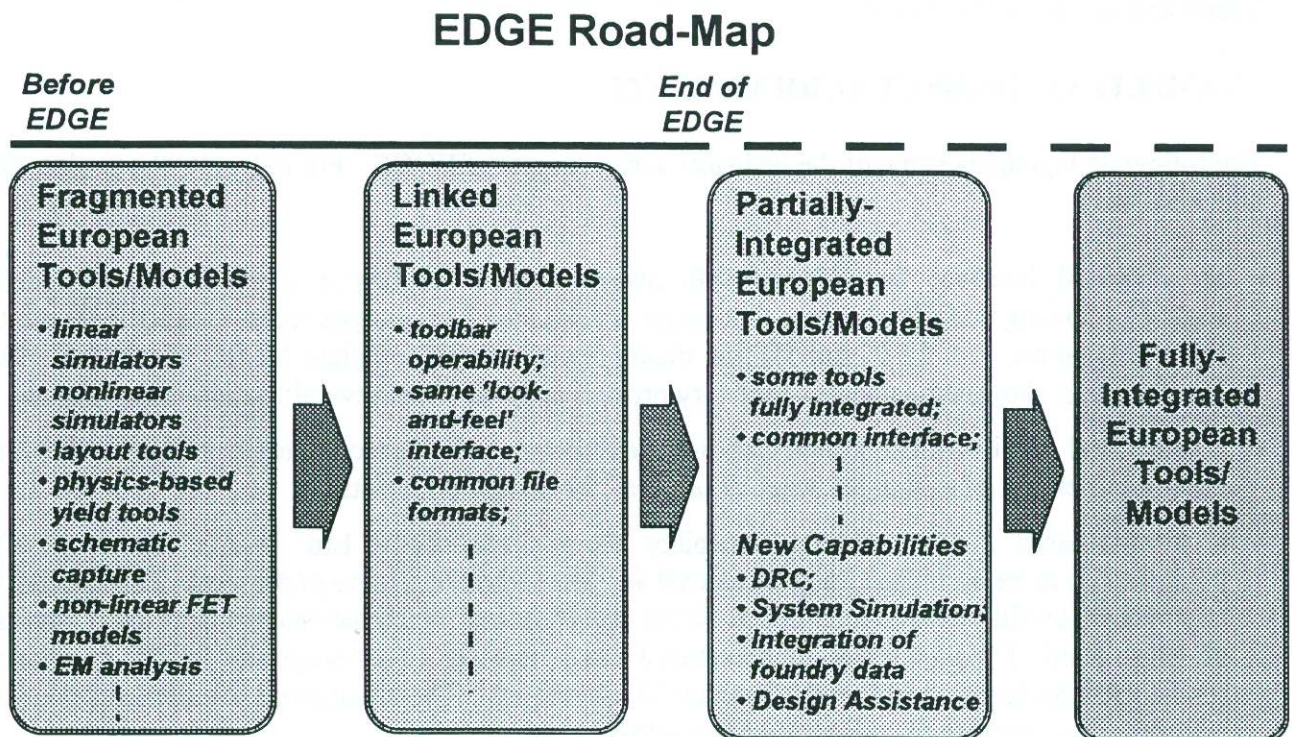 EDGE Road-Map
Before
EDGE
End of
EDGE
Fragmented
European
Tools/Models
• linear
simulators
• nonlinear
simulators
• layout tools
• physics-based
yield tools
• schematic
capture
• non-linear FET
models
• EM analysis
Linked
European
Tools/Models
• toolbar
operability;
• same 'look-
and-feel'
interface;
• common file
formats;
Partially-
Integrated
European
Tools/Models
• some tools
fully integrated;
• common interface;
New Capabilities
• DRC;
• System Simulation;
• Integration of
foundry data
• Design Assistance
Fully-
Integrated
European
Tools/
Models